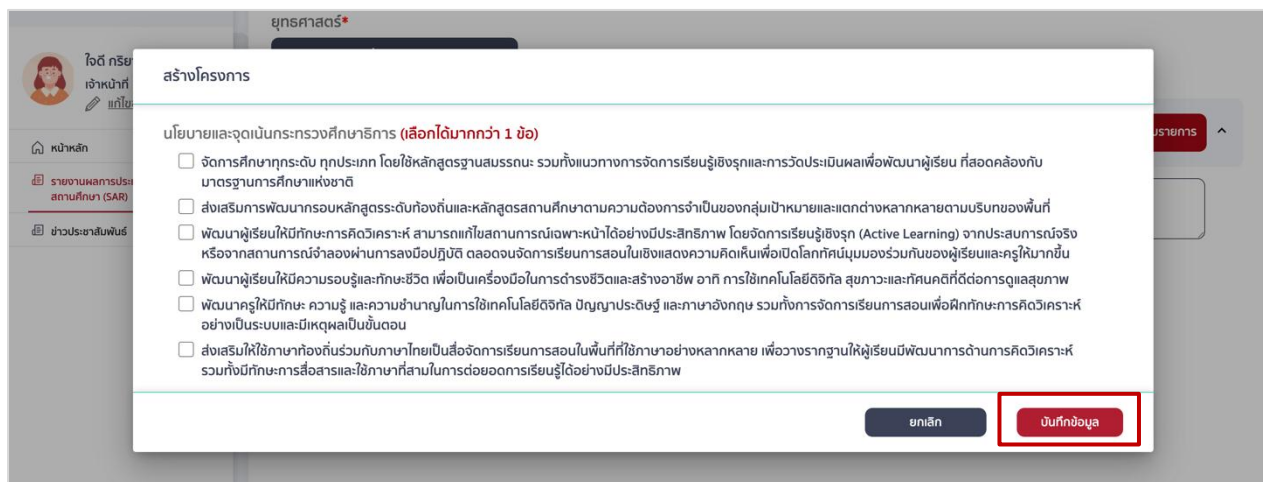 ยุทธศาสตร์*
ใจดี
เจ้าหน้าที่
แก้ไข
หน้าหลัก
รายงานผลการประ
สถานศึกษา (SAR)
ข่าวประชาสัมพันธ์
รายการ
สร้างโครงการ
นโยบายและจุดเน้นกระทรวงศึกษาธิการ (เลือกได้มากกว่า 1 ข้อ)
จัดการศึกษาทุกระดับ ทุกประเภท โดยใช้หลักสูตรฐานสมรรถนะ รวมทั้งแนวทางการจัดการเรียนรู้เชิงรุกและการวัดประเมินผลเพื่อพัฒนาผู้เรียน ที่สอดคล้องกับ
มาตรฐานการศึกษาแห่งชาติ
ส่งเสริมการพัฒนากรอบหลักสูตรระดับท้องถิ่นและหลักสูตรสถานศึกษาตามความต้องการจำเป็นของกลุ่มเป้าหมายและแตกต่างหลากหลายตามบริบทของพื้นที่
พัฒนาผู้เรียนให้มีทักษะการคิดวิเคราะห์ สามารถแก้ไขสถานการณ์เฉพาะหน้าได้อย่างมีประสิทธิภาพ โดยจัดการเรียนรู้เชิงรุก (Active Learning) จากประสบการณ์จริง
หรือจากสถานการณ์จำลองผ่านการลงมือปฏิบัติ ตลอดจนจัดการเรียนการสอนในเชิงแสดงความคิดเห็นเพื่อเปิดโลกทัศน์มุมมองร่วมกันของผู้เรียนและครูให้มากขึ้น
พัฒนาผู้เรียนให้มีความรอบรู้และทักษะชีวิต เพื่อเป็นเครื่องมือในการดำรงชีวิตและสร้างอาชีพ อาทิ การใช้เทคโนโลยีดิจิทัล สุขภาวะและทัศนคติที่ดีต่อการดูแลสุขภาพ
พัฒนาครูให้มีทักษะ ความรู้ และความชำนาญในการใช้เทคโนโลยีดิจิทัล ปัญญาประดิษฐ์ และภาษาอังกฤษ รวมทั้งการจัดการเรียนการสอนเพื่อฝึกทักษะการคิดวิเคราะห์
อย่างเป็นระบบและมีเหตุผลเป็นขั้นตอน
ส่งเสริมให้ใช้ภาษาท้องถิ่นร่วมกับภาษาไทยเป็นสื่อจัดการเรียนการสอนในพื้นที่ที่ใช้ภาษาอย่างหลากหลาย เพื่อวางรากฐานให้ผู้เรียนมีพัฒนาการด้านการคิดวิเคราะห์
รวมทั้งมีทักษะการสื่อสารและใช้ภาษาที่สามในการต่อยอดการเรียนรู้ได้อย่างมีประสิทธิภาพ
ยกเลิก
บันทึกข้อมูล